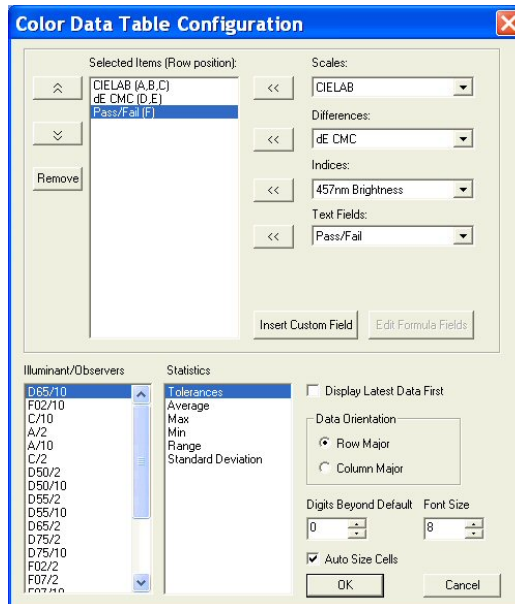 Color Data Table Configuration
Selected Items (Row position):
CIELAB (A,B,C)
dE CMC (D,E)
Pass/Fail (F)
Remove
Scales:
<< CIELAB
Differences:
<< dE CMC
Indices:
<< 457nm Brightness
Text Fields:
<< Pass/Fail
Insert Custom Field
Edit Formula Fields
Illuminant/Observers
D65/10
F02/10
C/10
A/2
A/10
C/2
D50/2
D50/10
D55/2
D55/10
D65/2
D75/2
D75/10
F02/2
F07/2
F07/10
Statistics
Tolerances
Average
Max
Min
Range
Standard Deviation
Display Latest Data First
Data Orientation
Row Major
Column Major
Digits Beyond Default Font Size
0 8
Auto Size Cells
OK Cancel